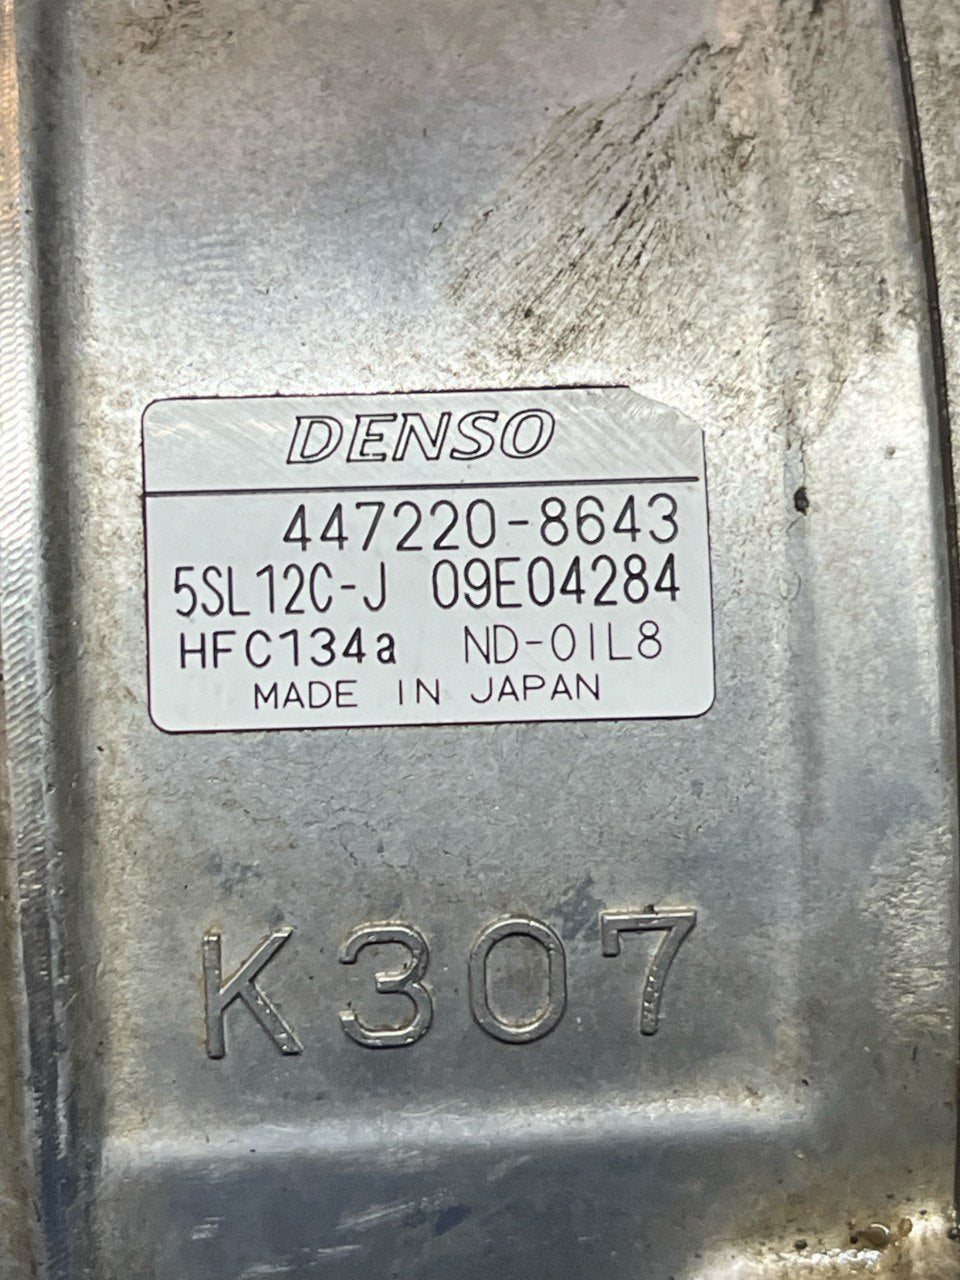 DENSO
447220-8643
5SL12C-J 09E04284
HFC134a ND-OIL8
MADE IN JAPAN
K307